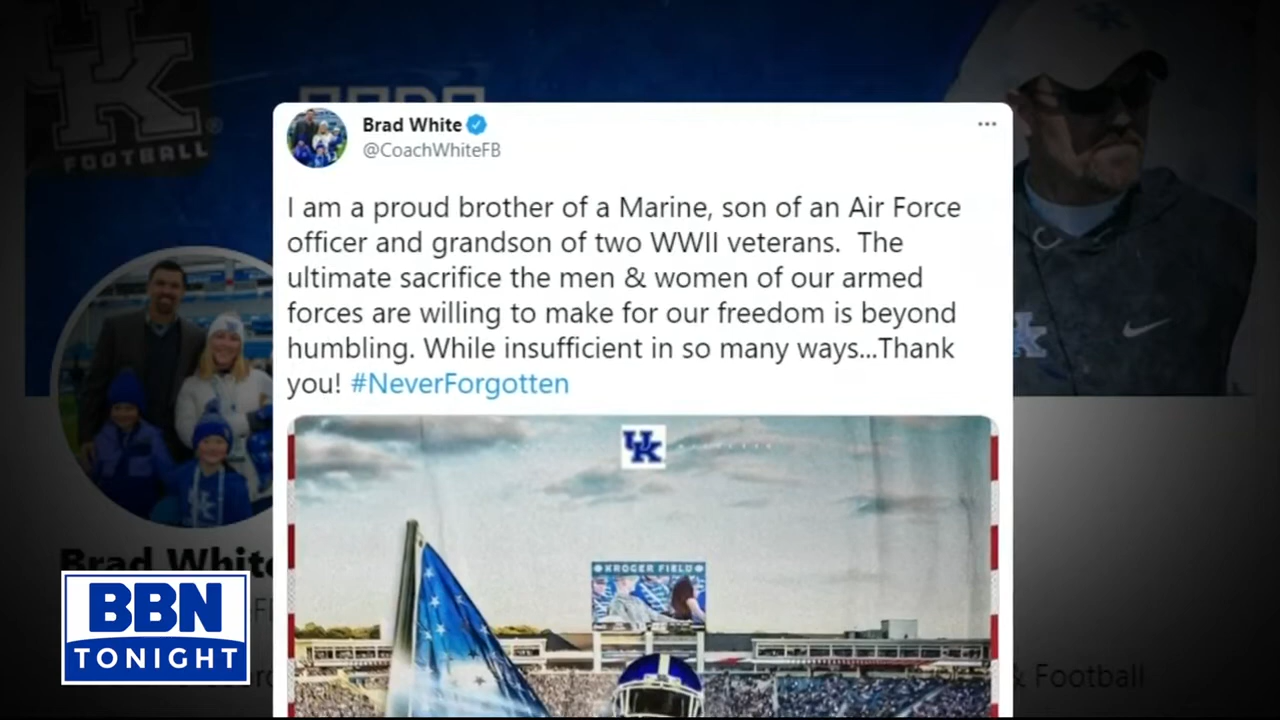 UK
FOOTBALL
Brad White
@CoachWhiteFB
I am a proud brother of a Marine, son of an Air Force
officer and grandson of two WWII veterans.  The
ultimate sacrifice the men & women of our armed
forces are willing to make for our freedom is beyond
humbling. While insufficient in so many ways...Thank
you! #NeverForgotten
UK
KROGER FIELD
Brad White
BBN
TONIGHT
& Football